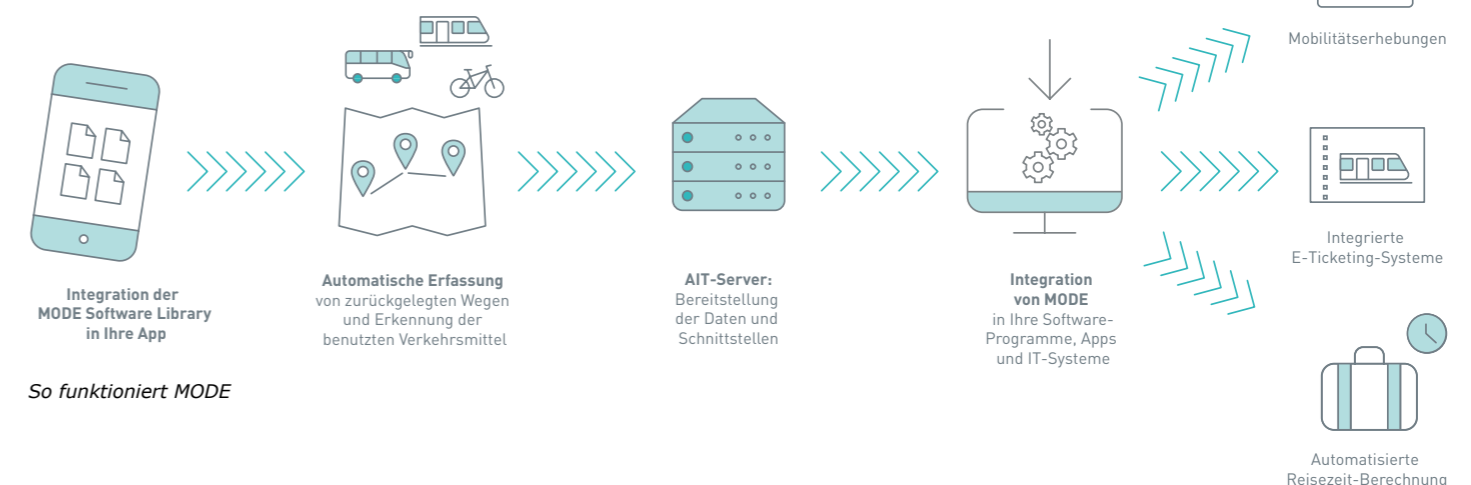 Integration der
MODE Software Library
in Ihre App
Automatische Erfassung
von zurückgelegten Wegen
und Erkennung der
benutzten Verkehrsmittel
AIT-Server:
Bereitstellung
der Daten und
Schnittstellen
Integration
von MODE
in Ihre Software-
Programme, Apps
und IT-Systeme
Mobilitätserhebungen
Integrierte
E-Ticketing-Systeme
Automatisierte
Reisezeit-Berechnung
So funktioniert MODE